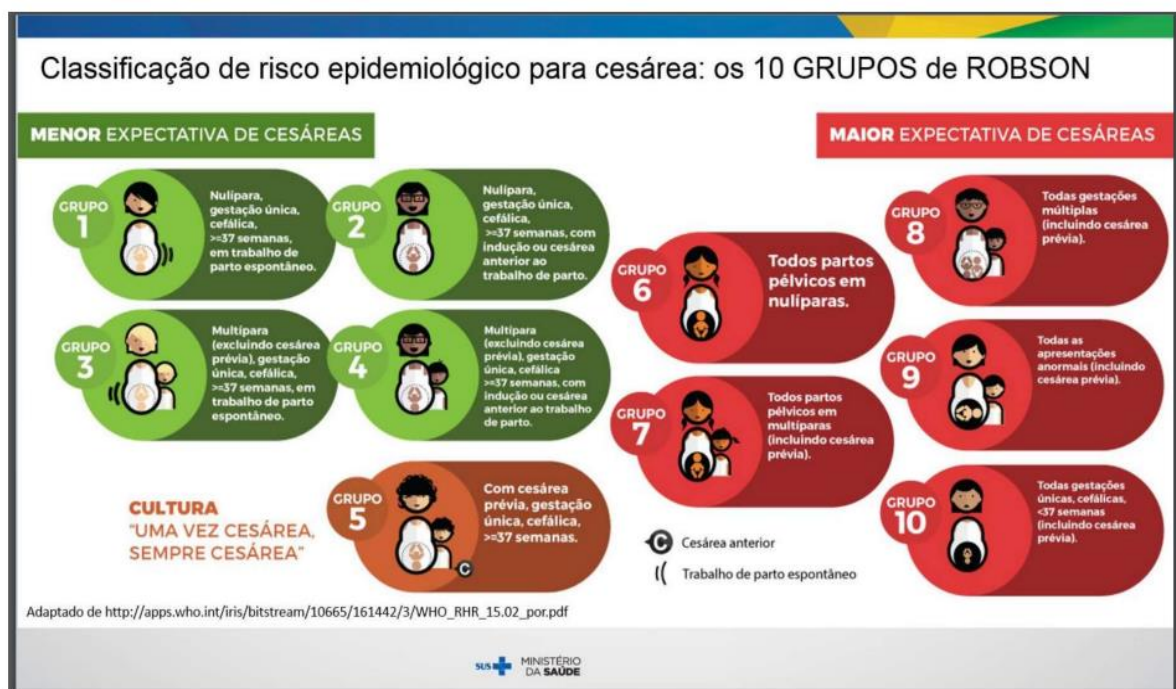 Classificação de risco epidemiológico para cesárea: os 10 GRUPOS de ROBSON
MENOR EXPECTATIVA DE CESÁREAS
MAIOR EXPECTATIVA DE CESÁREAS
GRUPO
1
Nulípara,
gestação única,
cefálica,
>=37 semanas,
em trabalho de
parto espontâneo.
GRUPO
2
Nulípara,
gestação única,
cefálica,
>=37 semanas, com
indução ou cesárea
anterior ao
trabalho de parto.
GRUPO
3
Multípara
(excluindo cesárea
prévia), gestação
única, cefálica,
>=37 semanas, em
trabalho de parto
espontâneo.
GRUPO
4
Multípara
(excluindo cesárea
prévia), gestação
única, cefálica
>=37 semanas, com
indução ou cesárea
anterior ao trabalho
de parto.
CULTURA
"UMA VEZ CESÁREA,
SEMPRE CESÁREA"
GRUPO
5
Com cesárea
prévia, gestação
única, cefálica,
>=37 semanas.
C
GRUPO
6
Todos partos
pélvicos em
nulíparas.
GRUPO
7
Todos partos
pélvicos em
multíparas
(incluindo cesárea
prévia).
GRUPO
8
Todas gestações
múltiplas
(incluindo cesárea
prévia).
GRUPO
9
Todas as
apresentações
anormais (incluindo
cesárea prévia).
GRUPO
10
Todas gestações
únicas, cefálicas,
<37 semanas
(incluindo cesárea
prévia).
C Cesárea anterior
Trabalho de parto espontâneo
Adaptado de http://apps.who.int/iris/bitstream/10665/161442/3/WHO_RHR_15.02_por.pdf
SUS MINISTÉRIO
DA SAÚDE